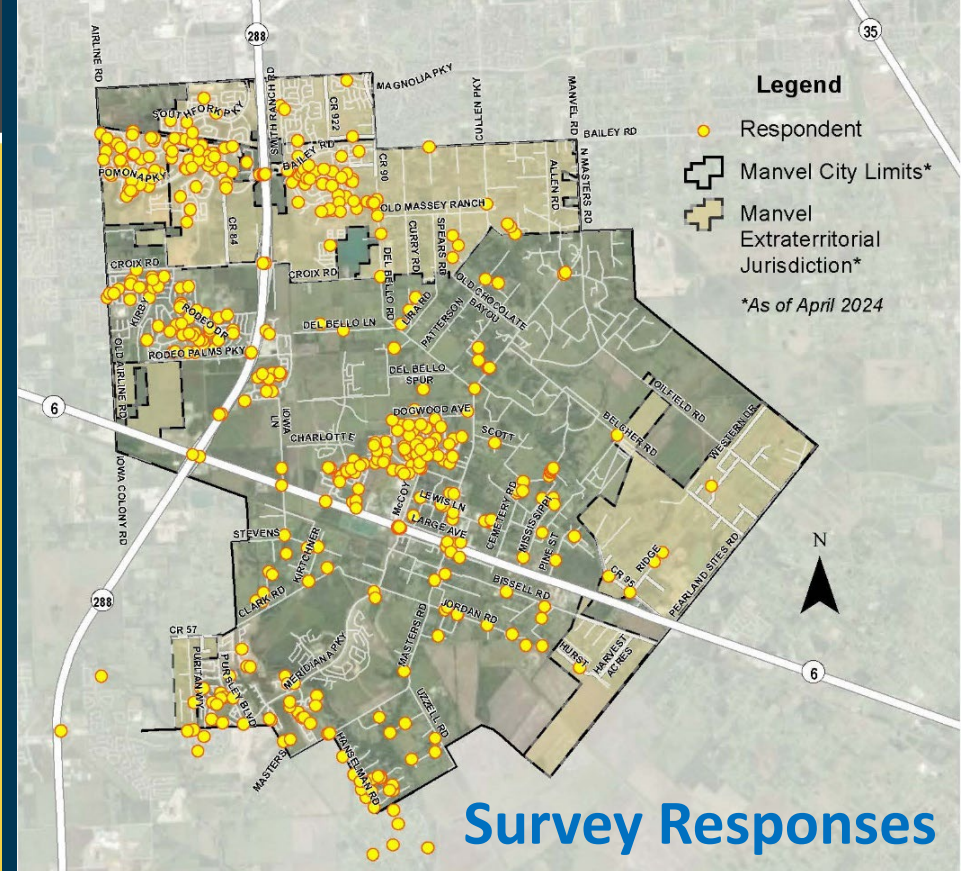 288
35
AIRLINE RD
SMITH RANCH RD
CR 922
MAGNOLIA PKY
CULLEN PKY
MANVEL RD
SOUTHFORK PKY
BAILEY RD
BAILEY RD
N MASTERS RD
ALLEN RD
CR 90
POMONA PKY
OLD MASSEY RANCH
CR 84
CURRY RD
SPEARS RD
DEL BELLO RD
CROIX RD
CROIX RD
OLD CHOCOLATE
BAYOU
LIRA RD
PATTERSON
KIRBY
RODEO DR
DEL BELLO LN
RODEO PALMS PKY
OLD AIRLINE RD
DEL BELLO
SPUR
OILFIELD RD
6
IOWA
LN
DOGWOOD AVE
CHARLOTTE
SCOTT
BELCHER RD
WESTERN DR
IOWA COLONY RD
McCOY
LEWIS LN
LARGE AVE
CEMETERY RD
MISSISSIPPI
PINE ST
STEVENS
KIRTCHNER
CLARK RD
BISSELL RD
JORDAN RD
CR 95
RIDGE
PEARLAND SITES RD
288
CR 57
PURITAN WY
PURSLEY BLVD
MERIDIANA PKY
MASTERS RD
UZZELL RD
HURST
HARVEST
ACRES
6
MASTERS
HANSELMAN RD
Legend
Respondent
Manvel City Limits*
Manvel
Extraterritorial
Jurisdiction*
*As of April 2024
N
Survey Responses